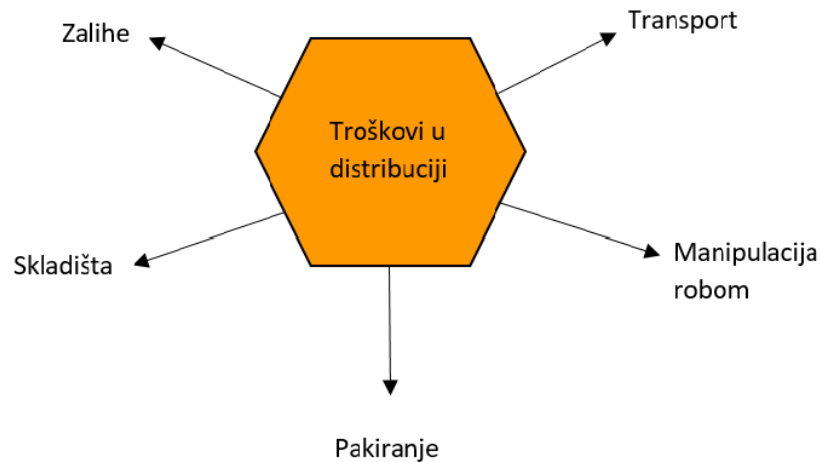 Zalihe
Transport
Troškovi u
distribuciji
Skladišta
Manipulacija
robom
Pakiranje